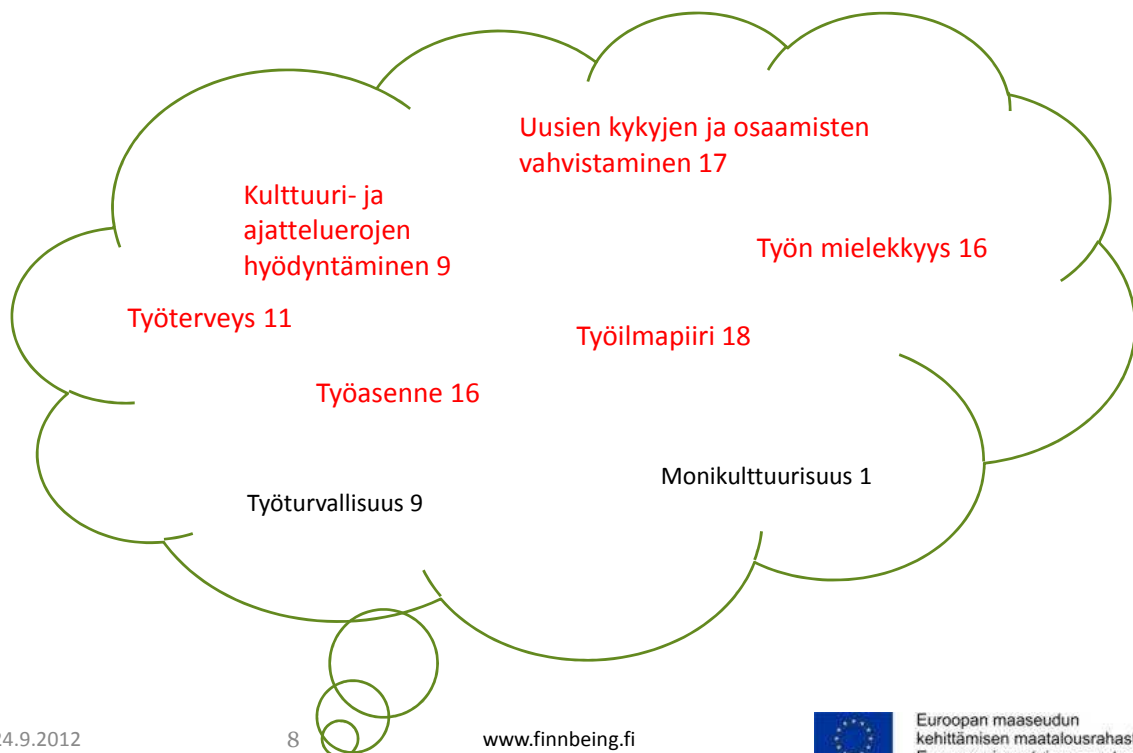 Uusien kykyjen ja osaamisten
vahvistaminen 17
Kulttuuri- ja
ajatteluerojen
hyödyntäminen 9
Työn mielekkyys 16
Työterveys 11
Työilmapiiri 18
Työasenne 16
Monikulttuurisuus 1
Työturvallisuus 9
24.9.2012
8
www.finnbeing.fi
Euroopan maaseudun
kehittämisen maatalousrahast